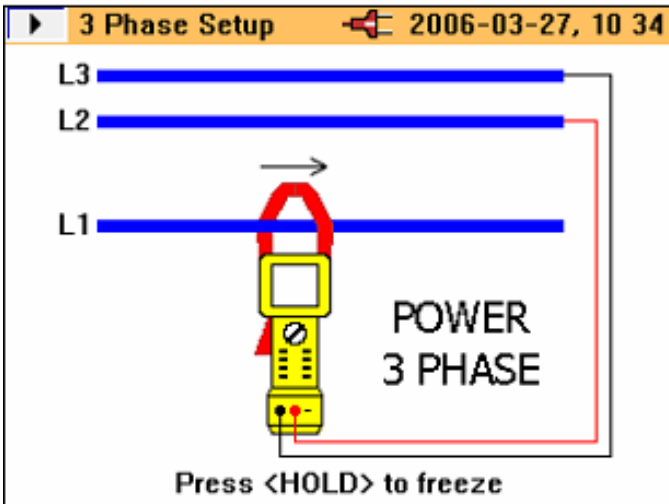 3 Phase Setup 2006-03-27, 10 34
L3
L2
L1
POWER
3 PHASE
Press <HOLD> to freeze